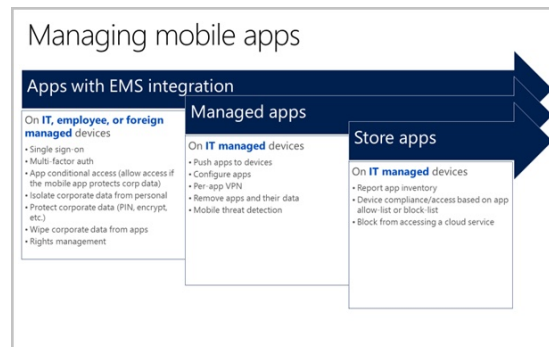 Managing mobile apps
Apps with EMS integration
On IT, employee, or foreign
managed devices
• Single sign-on
• Multi-factor auth
• App conditional access (allow access if
the mobile app protects corp data)
• Isolate corporate data from personal
• Protect corporate data (PIN, encrypt,
etc.)
• Wipe corporate data from apps
• Rights management
Managed apps
On IT managed devices
• Push apps to devices
• Configure apps
• Per-app VPN
• Remove apps and their data
• Mobile threat detection
Store apps
On IT managed devices
• Report app inventory
• Device compliance/access based on app
allow-list or block-list
• Block from accessing a cloud service